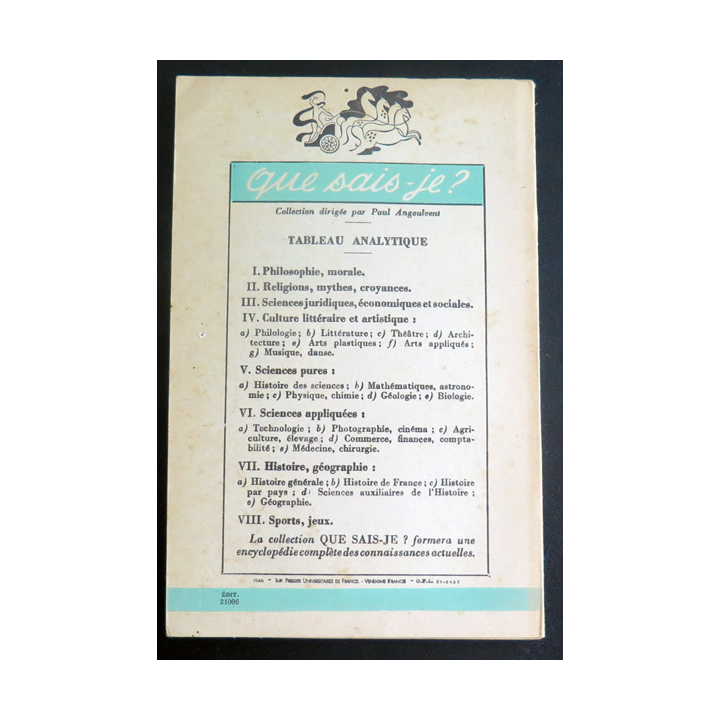 Que sais-je?
Collection dirigée par Paul Angoulvent
TABLEAU ANALYTIQUE
I. Philosophie, morale.
II. Religions, mythes, croyances.
III. Sciences juridiques, économiques et sociales.
IV. Culture littéraire et artistique :
a) Philologie ; b) Littérature ; c) Théâtre ; d) Archi-
tecture ; e) Arts plastiques ; f) Arts appliqués ;
g) Musique, danse.
V. Sciences pures :
a) Histoire des sciences ; b) Mathématiques, astrono-
mie ; c) Physique, chimie ; d) Géologie ; e) Biologie.
VI. Sciences appliquées :
a) Technologie ; b) Photographie, cinéma ; c) Agri-
culture, élevage ; d) Commerce, finances, compta-
bilité ; e) Médecine, chirurgie.
VII. Histoire, géographie :
a) Histoire générale ; b) Histoire de France ; c) Histoire
par pays ; d) Sciences auxiliaires de l'Histoire ;
e) Géographie.
VIII. Sports, jeux.
La collection QUE SAIS-JE ? formera une
encyclopédie complète des connaissances actuelles.
IMP. PRESSES UNIVERSITAIRES DE FRANCE. - VENDOME (FRANCE)
ÉDIT.
21006